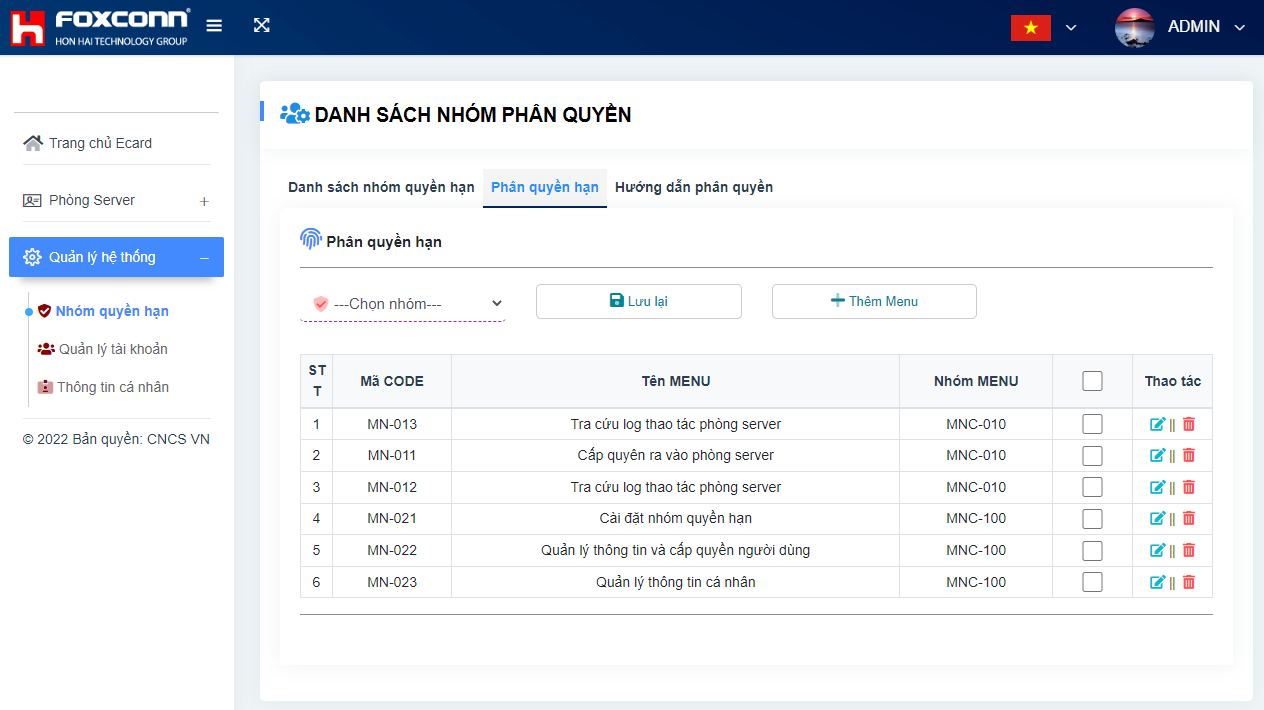 FOXCONN®
HON HAI TECHNOLOGY GROUP
ADMIN
Trang chủ Ecard
Phòng Server +
Quản lý hệ thống –
Nhóm quyền hạn
Quản lý tài khoản
Thông tin cá nhân
© 2022 Bản quyền: CNCS VN
DANH SÁCH NHÓM PHÂN QUYỀN
Danh sách nhóm quyền hạn Phân quyền hạn Hướng dẫn phân quyền
Phân quyền hạn
---Chọn nhóm--- Lưu lại Thêm Menu
STT Mã CODE Tên MENU Nhóm MENU Thao tác
1 MN-013 Tra cứu log thao tác phòng server MNC-010 ||
2 MN-011 Cấp quyền ra vào phòng server MNC-010 ||
3 MN-012 Tra cứu log thao tác phòng server MNC-010 ||
4 MN-021 Cài đặt nhóm quyền hạn MNC-100 ||
5 MN-022 Quản lý thông tin và cấp quyền người dùng MNC-100 ||
6 MN-023 Quản lý thông tin cá nhân MNC-100 ||